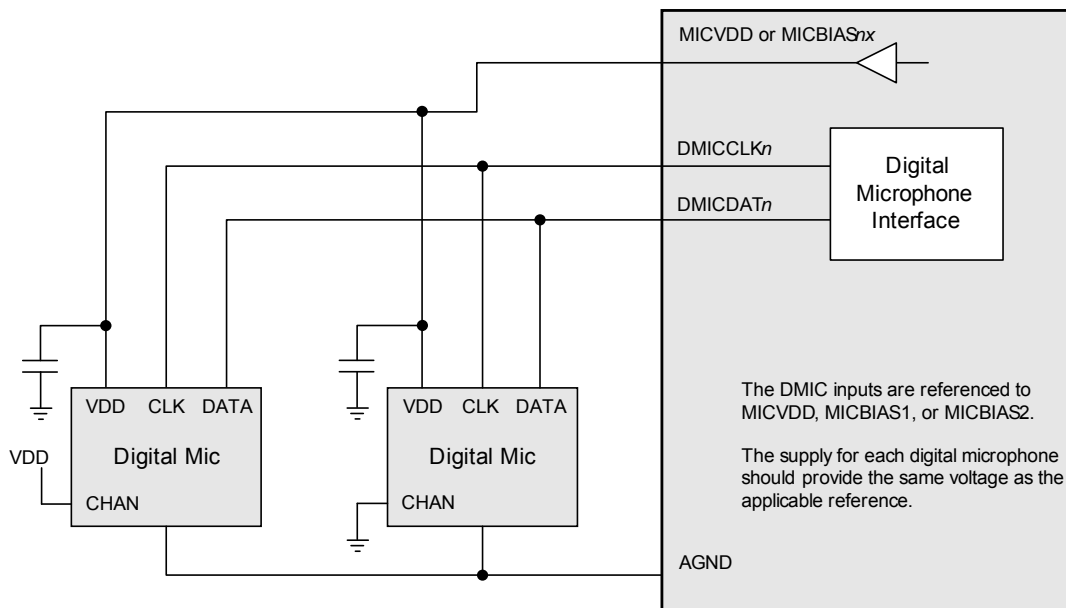 MICVDD or MICBIASnx
DMICCLKn
DMICDATn
Digital
Microphone
Interface
VDD CLK DATA
Digital Mic
VDD
CHAN
VDD CLK DATA
Digital Mic
CHAN
The DMIC inputs are referenced to
MICVDD, MICBIAS1, or MICBIAS2.
The supply for each digital microphone
should provide the same voltage as the
applicable reference.
AGND